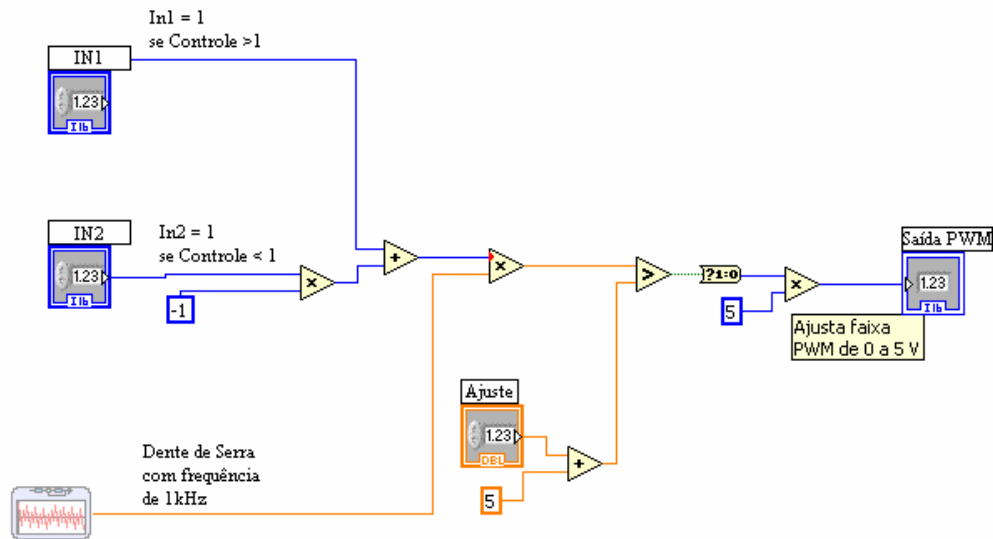 In1 = 1
se Controle >1
IN1
1.23
I16
IN2
In2 = 1
se Controle < 1
1.23
I16
-1
+
x
x
>
?1:0
5
x
Saída PWM
1.23
I16
Ajusta faixa
PWM de 0 a 5 V
Ajuste
1.23
DBL
+
5
Dente de Serra
com frequência
de 1kHz